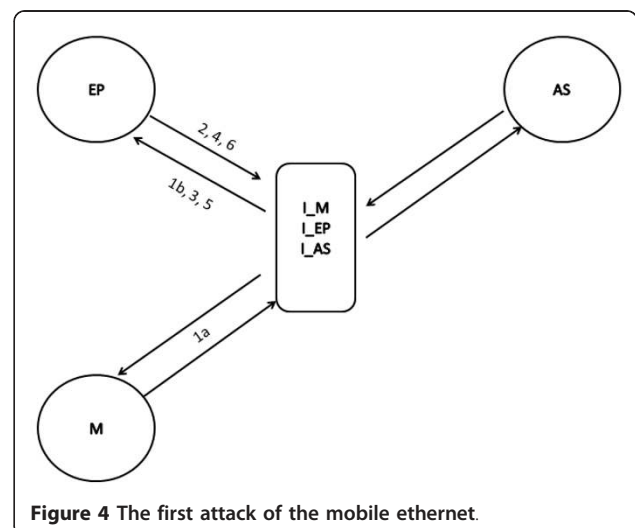 EP
AS
2, 4, 6
1b, 3, 5
I_M
I_EP
I_AS
1a
M
Figure 4 The first attack of the mobile ethernet.